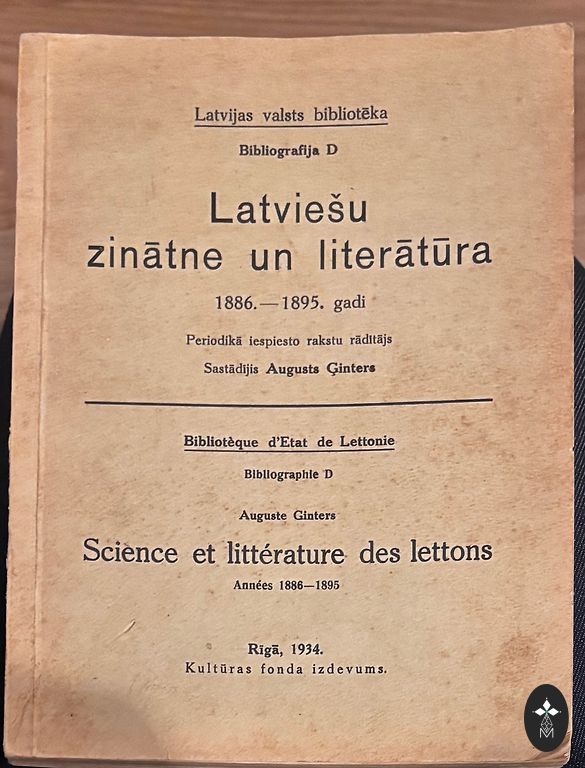 Latvijas valsts bibliotēka
Bibliografija D
Latviešu
zinātne un literātūra
1886.—1895. gadi
Periodikā iespiesto rakstu rādītājs
Sastādījis Augusts Ģinters
Bibliotèque d'Etat de Lettonie
Bibliographie D
Auguste Ginters
Science et littérature des lettons
Années 1886—1895
Rīgā, 1934.
Kultūras fonda izdevums.